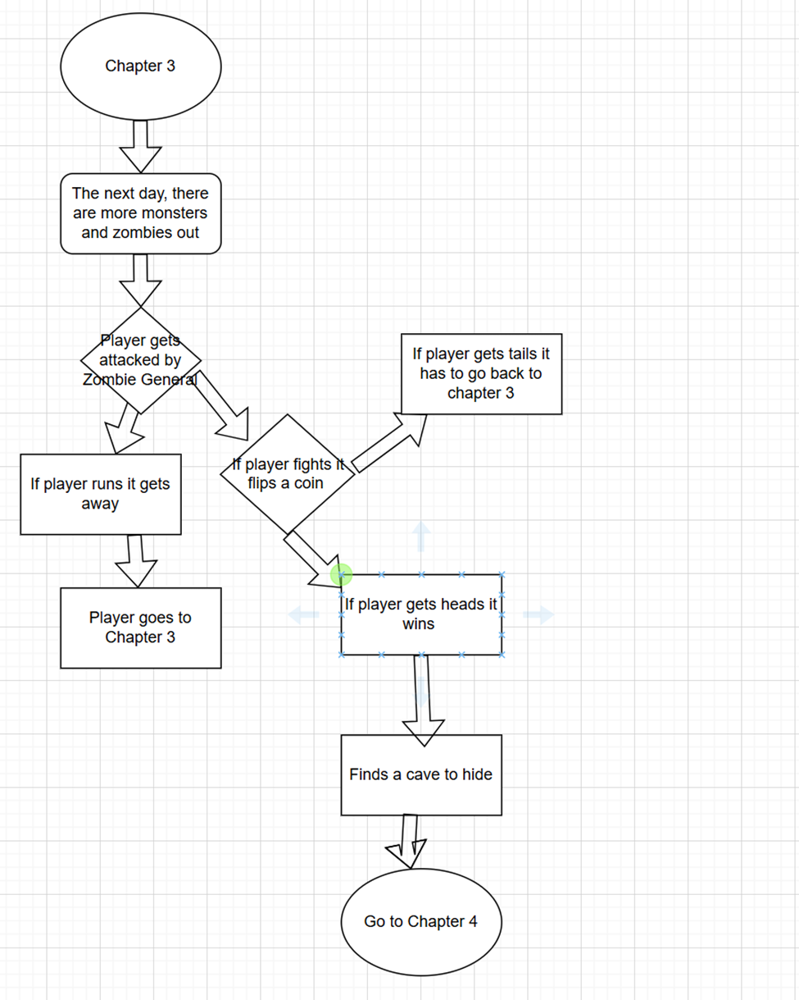 Chapter 3
The next day, there
are more monsters
and zombies out
Player gets
attacked by
Zombie General
If player gets tails it
has to go back to
chapter 3
If player fights it
flips a coin
If player runs it gets
away
If player gets heads it
wins
Player goes to
Chapter 3
Finds a cave to hide
Go to Chapter 4